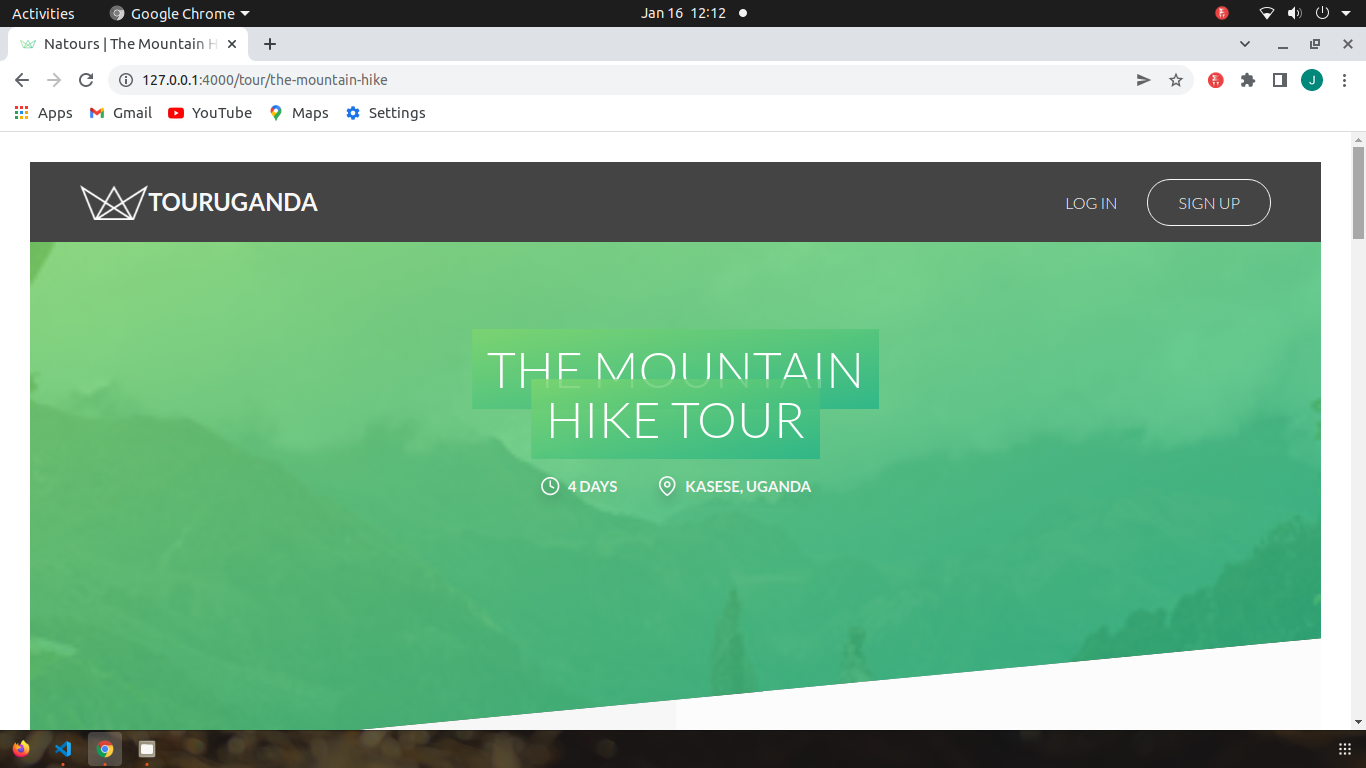 Activities Google Chrome Jan 16 12:12
Natours | The Mountain H
127.0.0.1:4000/tour/the-mountain-hike J
Apps Gmail YouTube Maps Settings
TOURUGANDA LOG IN SIGN UP
THE MOUNTAIN
HIKE TOUR
4 DAYS KASESE, UGANDA